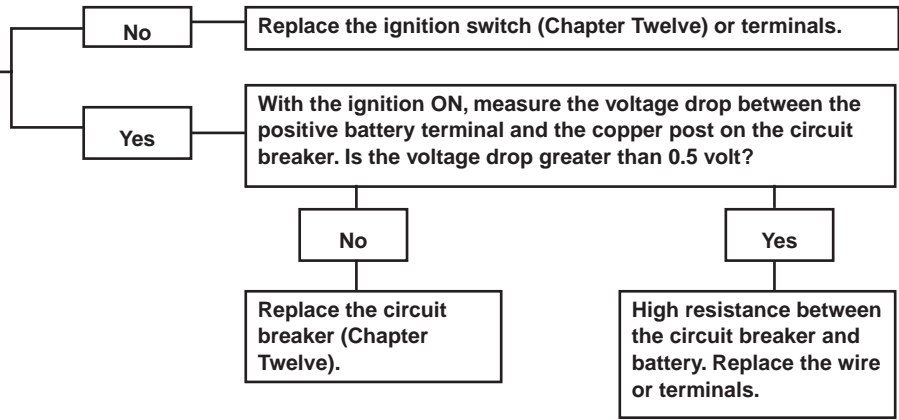 No
Replace the ignition switch (Chapter Twelve) or terminals.
Yes
With the ignition ON, measure the voltage drop between the
positive battery terminal and the copper post on the circuit
breaker. Is the voltage drop greater than 0.5 volt?
No
Yes
Replace the circuit
breaker (Chapter
Twelve).
High resistance between
the circuit breaker and
battery. Replace the wire
or terminals.